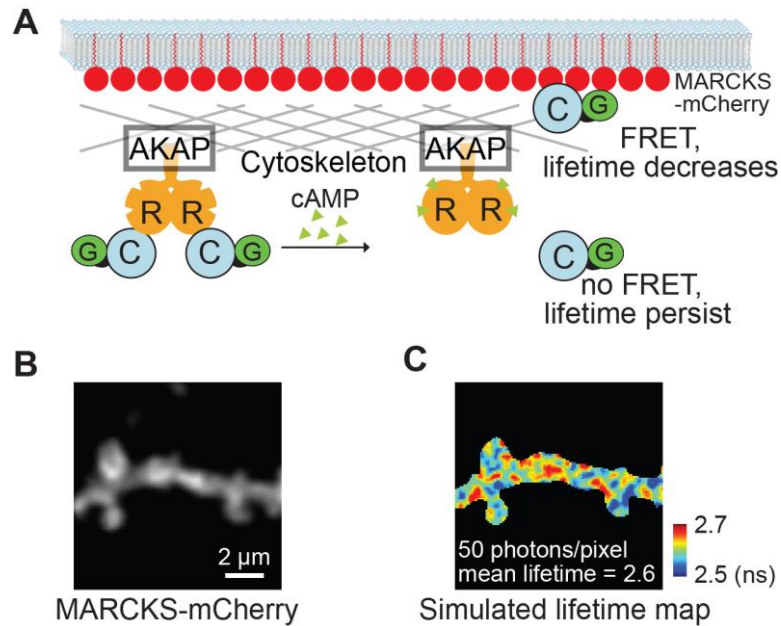 A
MARCKS
-mCherry
C G
FRET,
lifetime decreases
AKAP
Cytoskeleton
AKAP
cAMP
R R
R R
G C
C G
C G
no FRET,
lifetime persist
B
C
2 μm
50 photons/pixel
mean lifetime = 2.6
2.7
2.5 (ns)
MARCKS-mCherry
Simulated lifetime map